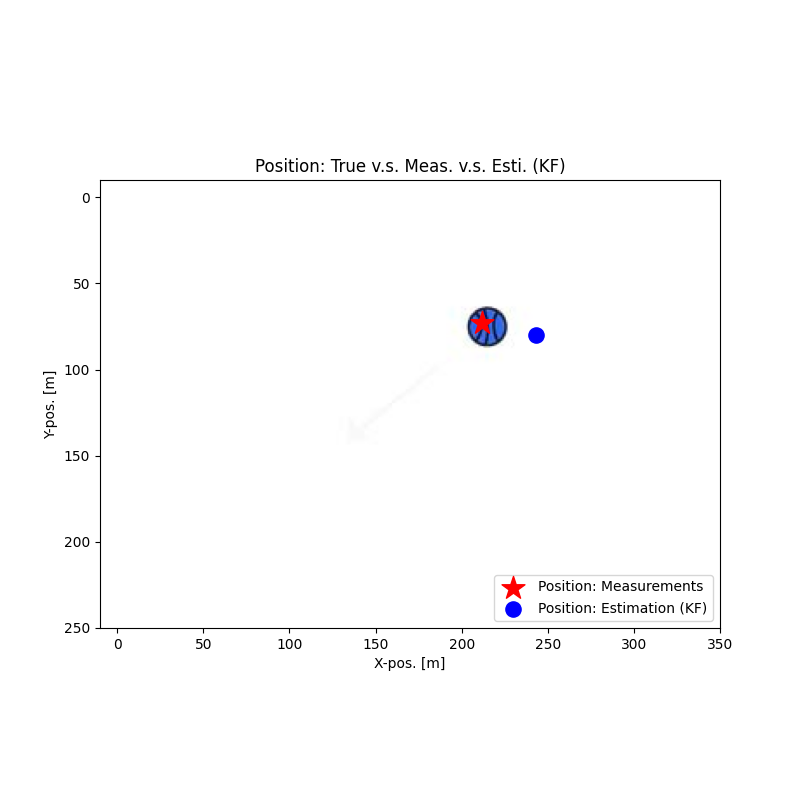 Position: True v.s. Meas. v.s. Esti. (KF)
0
50
100
150
200
250
Y-pos. [m]
0
50
100
150
200
250
300
350
X-pos. [m]
Position: Measurements
Position: Estimation (KF)